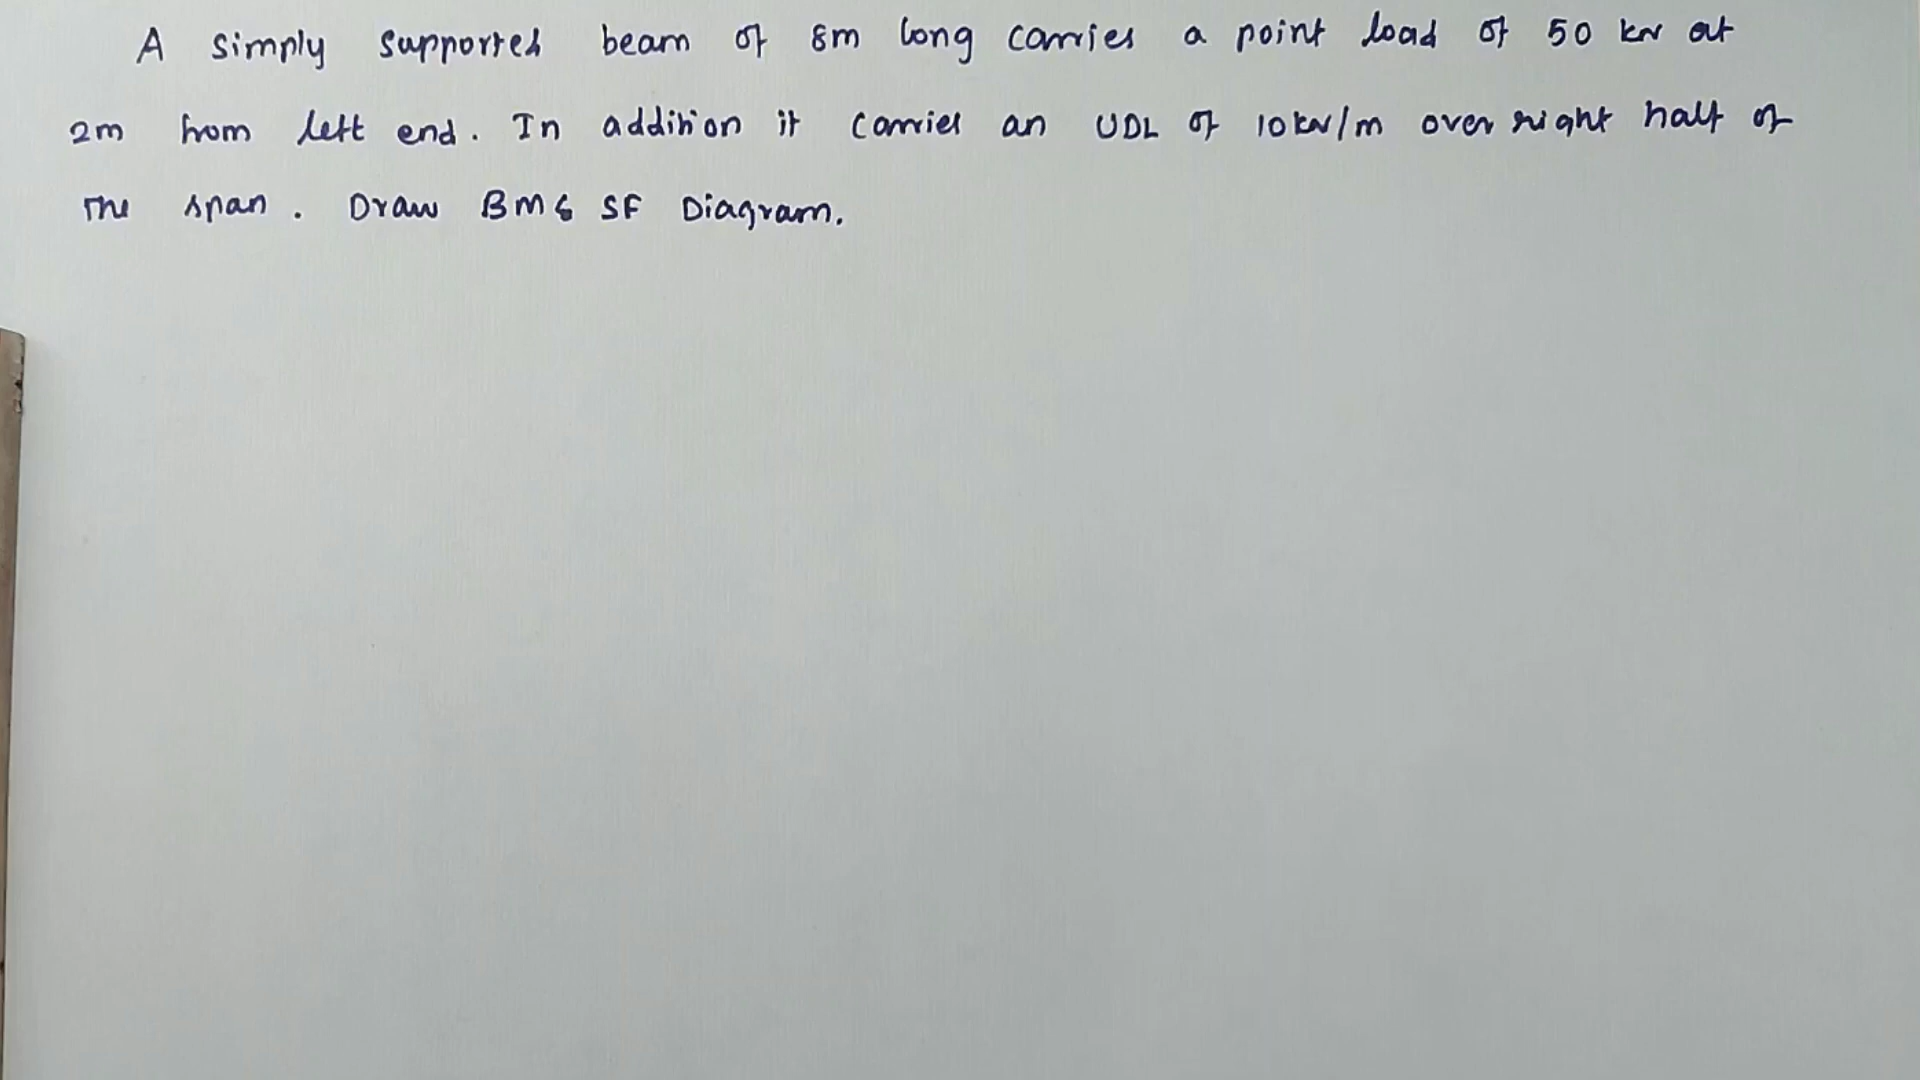 A simply supported beam of 8m long carries a point load of 50 kN at
2m from left end. In addition it carries an UDL of 10kN/m over right half of
the span. Draw BM & SF Diagram.